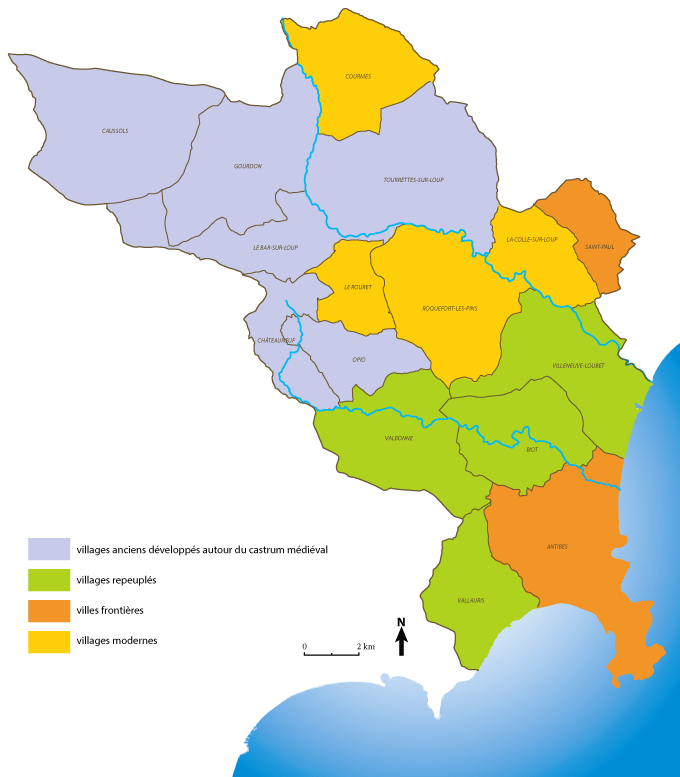 COURMES
CAUSSOLS
GOURDON
TOURRETTES-SUR-LOUP
LE BAR-SUR-LOUP
LA-COLLE-SUR-LOUP
SAINT-PAUL
LE ROURET
ROQUEFORT-LES-PINS
CHÂTEAUNEUF
OPIO
VILLENEUVE-LOUBET
VALBONNE
BIOT
ANTIBES
VALLAURIS
villages anciens développés autour du castrum médiéval
villages repeuplés
villes frontières
villages modernes
N
0 2 km